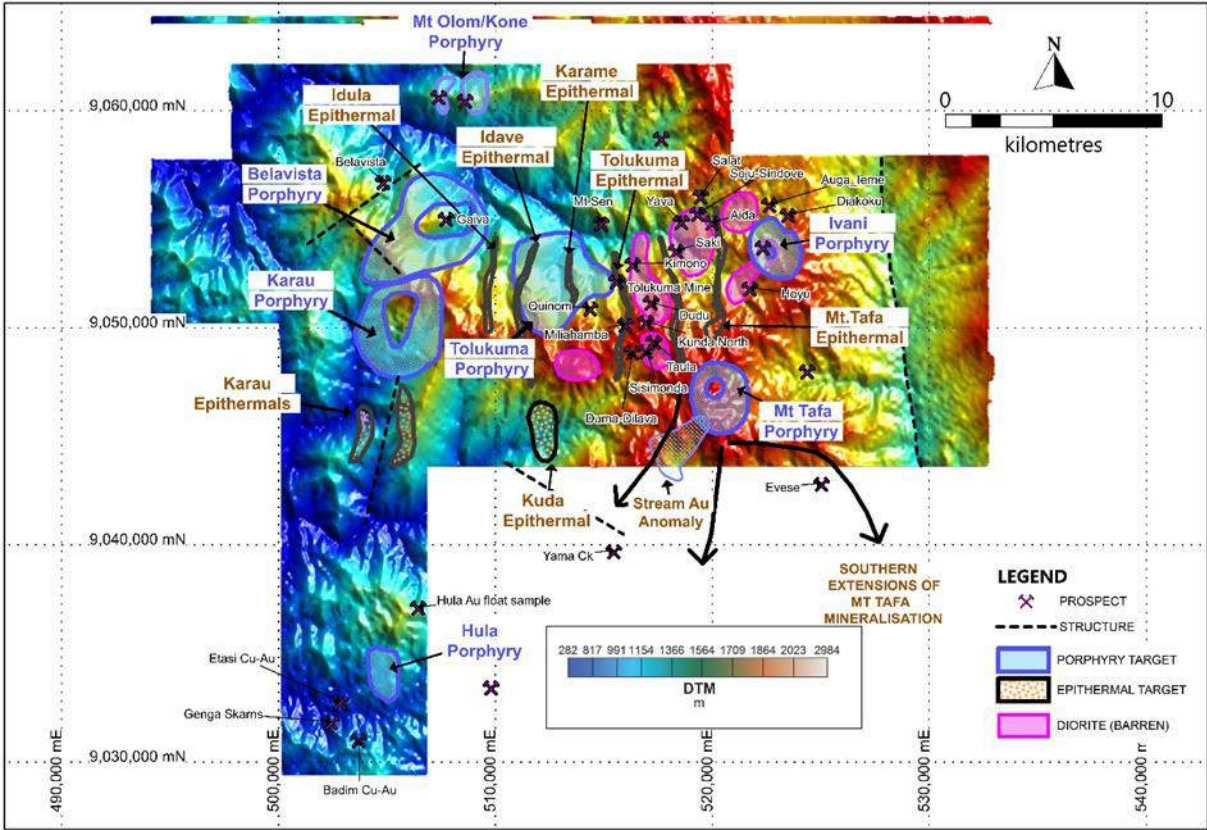 Mt Olom/Kone
Porphyry
N
Karame
Epithermal
9,060,000 mN
Idula
Epithermal
0
10
kilometres
Idave
Epithermal
Tolukuma
Epithermal
Belavista
Salat
Soju-Sindove
Auga Ieme
Belavista
Porphyry
Mt Sen
Yava
Diakoku
Gaiva
Aida
Ivani
Porphyry
Saki
Kimono
Karau
Porphyry
Tolukuma Mine
Hoyu
Quinom
Dudu
9,050,000 mN
Miliahamba
Kunda North
Mt.Tafa
Epithermal
Tolukuma
Porphyry
Taula
Sisimonda
Karau
Epithermals
Duma-Dilava
Mt Tafa
Porphyry
Kuda
Epithermal
Stream Au
Anomaly
Evese
9,040,000 mN
Yama Ck
SOUTHERN
EXTENSIONS OF
MT TAFA
MINERALISATION
LEGEND
PROSPECT
STRUCTURE
PORPHYRY TARGET
EPITHERMAL TARGET
DIORITE (BARREN)
Hula Au float sample
Hula
Porphyry
282 817 991 1154 1366 1564 1709 1864 2023 2984
DTM
m
Etasi Cu-Au
Genga Skarns
9,030,000 mN
Badim Cu-Au
490,000 mE
500,000 mE
510,000 mE
520,000 mE
530,000 mE
540,000 m